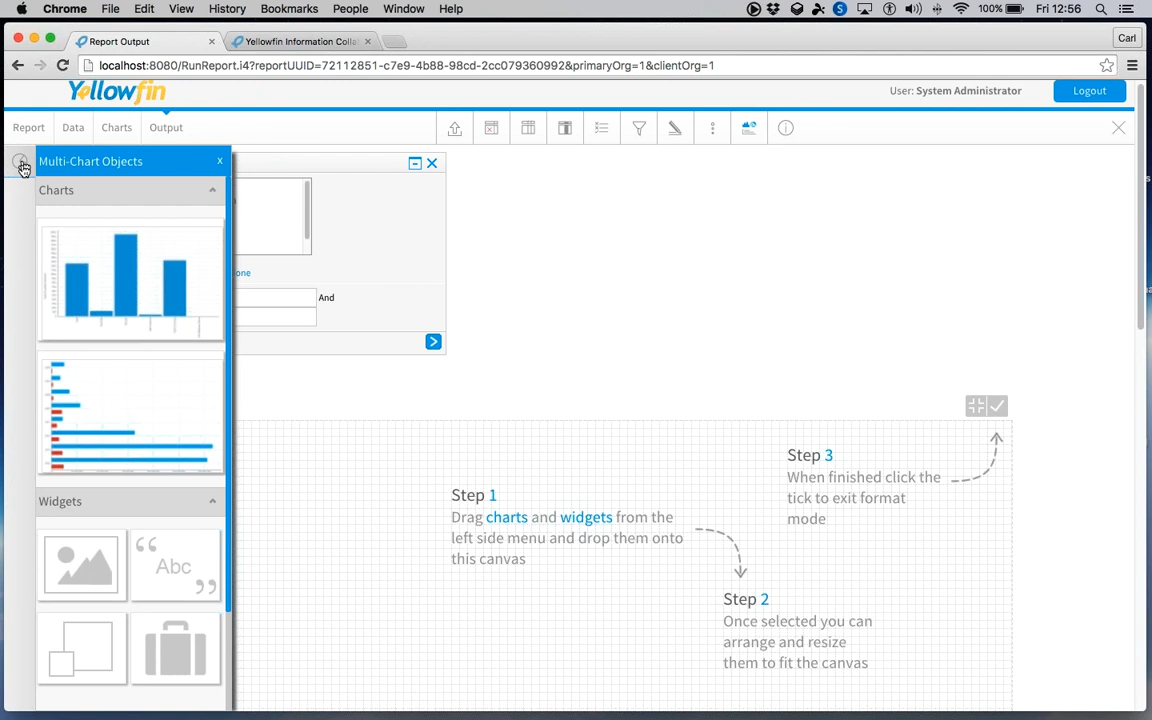 Chrome File Edit View History Bookmarks People Window Help 100% Fri 12:56
Report Output Yellowfin Information Colla Carl
localhost:8080/RunReport.i4?reportUUID=72112851-c7e9-4b88-98cd-2cc079360992&primaryOrg=1&clientOrg=1
Yellowfin User: System Administrator Logout
Report Data Charts Output
Multi-Chart Objects x
Charts
one
And
Widgets
Abc
Step 1
Drag charts and widgets from the
left side menu and drop them onto
this canvas
Step 2
Once selected you can
arrange and resize
them to fit the canvas
Step 3
When finished click the
tick to exit format
mode